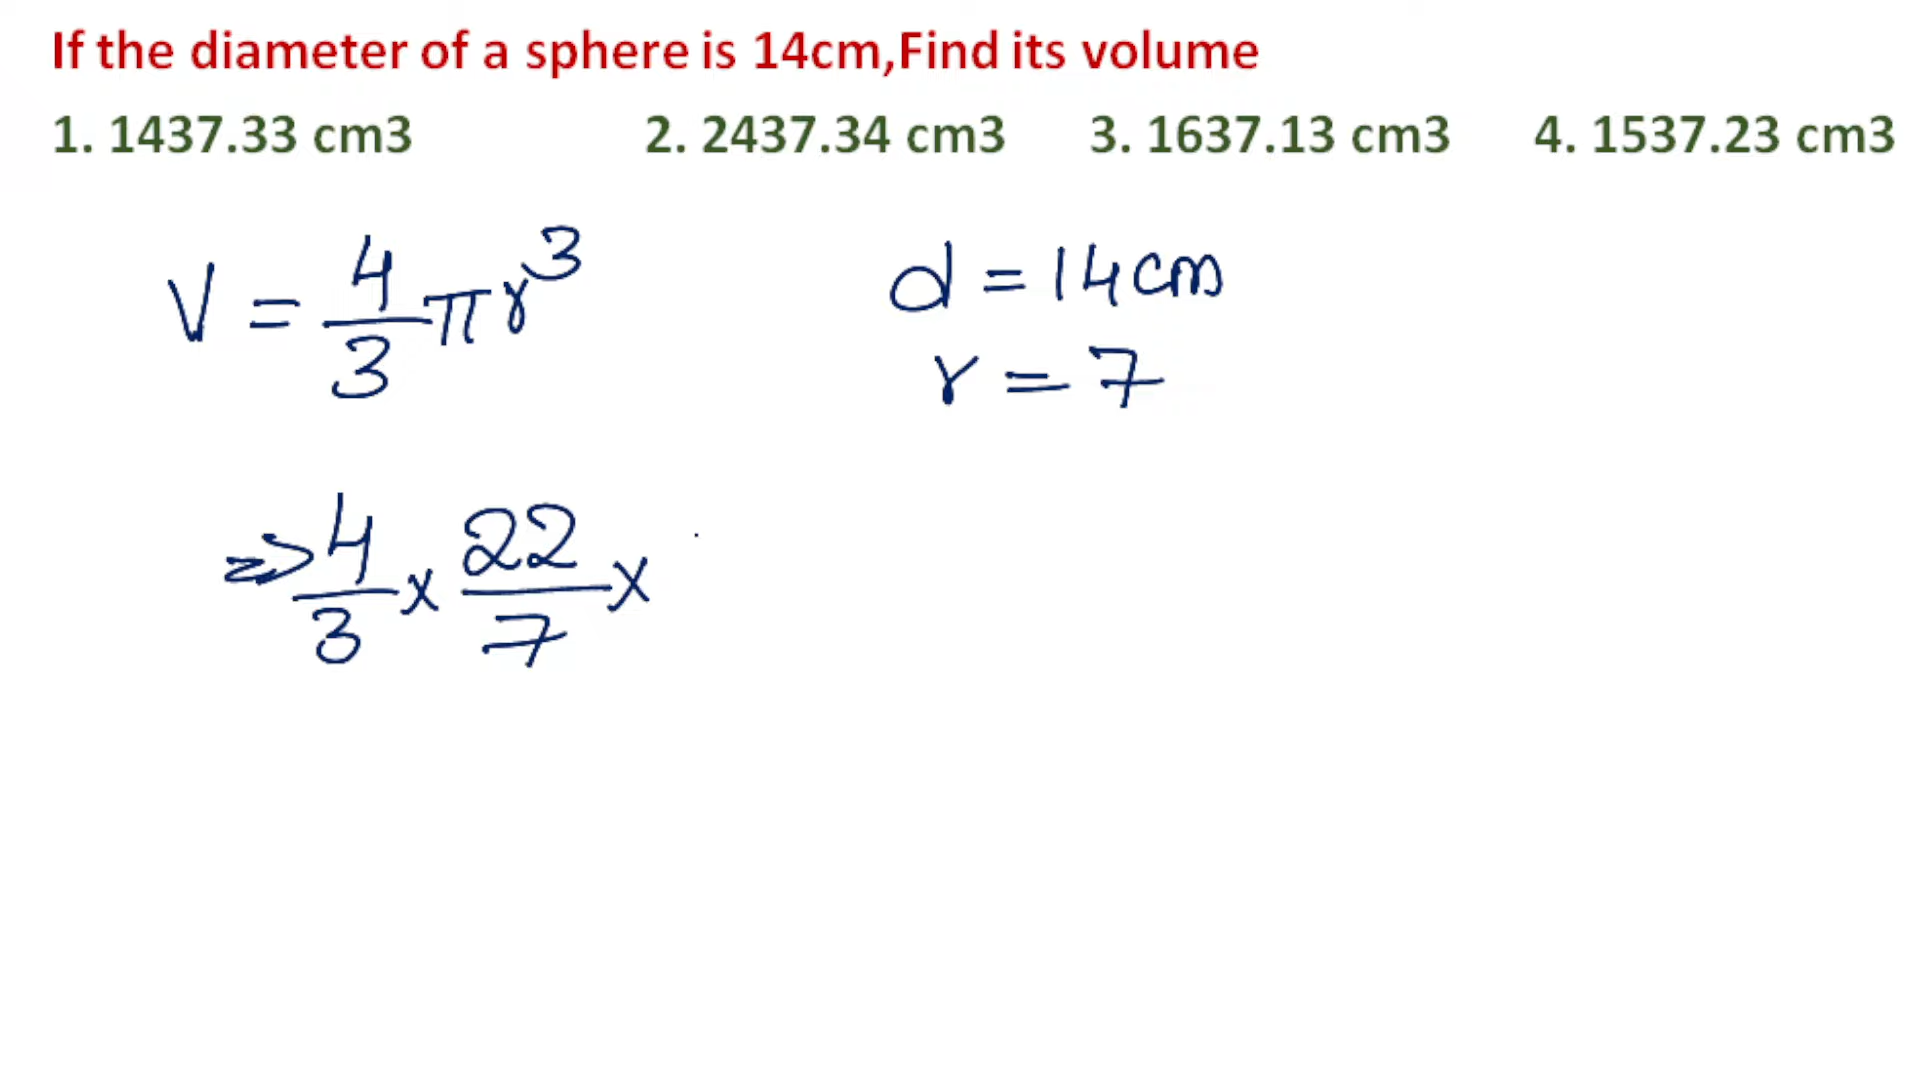 If the diameter of a sphere is 14cm,Find its volume
1. 1437.33 cm3 2. 2437.34 cm3 3. 1637.13 cm3 4. 1537.23 cm3
V = 4/3 πr³
d = 14cm
r = 7
⇒ 4/3 × 22/7 ×